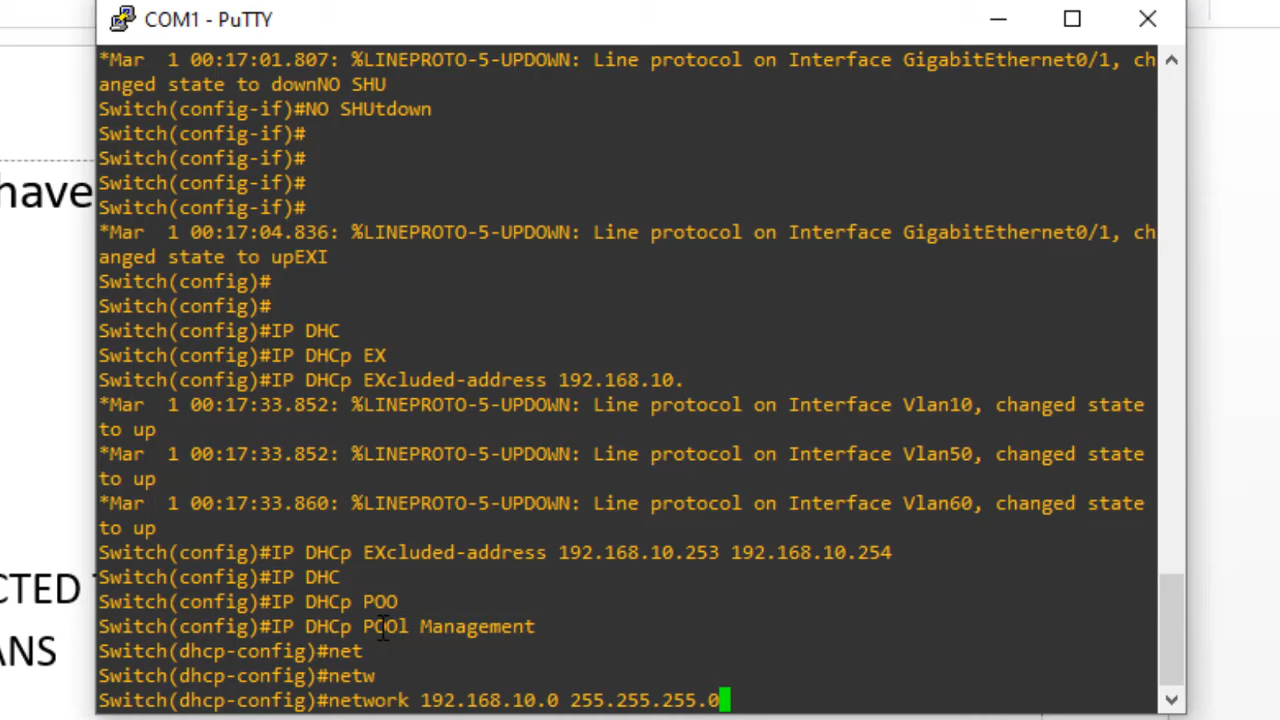 COM1 - PuTTY
*Mar  1 00:17:01.807: %LINEPROTO-5-UPDOWN: Line protocol on Interface GigabitEthernet0/1, ch
anged state to downNO SHU
Switch(config-if)#NO SHUtdown
Switch(config-if)#
Switch(config-if)#
Switch(config-if)#
Switch(config-if)#
*Mar  1 00:17:04.836: %LINEPROTO-5-UPDOWN: Line protocol on Interface GigabitEthernet0/1, ch
anged state to upEXI
Switch(config)#
Switch(config)#
Switch(config)#IP DHC
Switch(config)#IP DHCp EX
Switch(config)#IP DHCp EXcluded-address 192.168.10.
*Mar  1 00:17:33.852: %LINEPROTO-5-UPDOWN: Line protocol on Interface Vlan10, changed state
to up
*Mar  1 00:17:33.852: %LINEPROTO-5-UPDOWN: Line protocol on Interface Vlan50, changed state
to up
*Mar  1 00:17:33.860: %LINEPROTO-5-UPDOWN: Line protocol on Interface Vlan60, changed state
to up
Switch(config)#IP DHCp EXcluded-address 192.168.10.253 192.168.10.254
Switch(config)#IP DHC
Switch(config)#IP DHCp POO
Switch(config)#IP DHCp POOl Management
Switch(dhcp-config)#net
Switch(dhcp-config)#netw
Switch(dhcp-config)#network 192.168.10.0 255.255.255.0
have
CTED
ANS